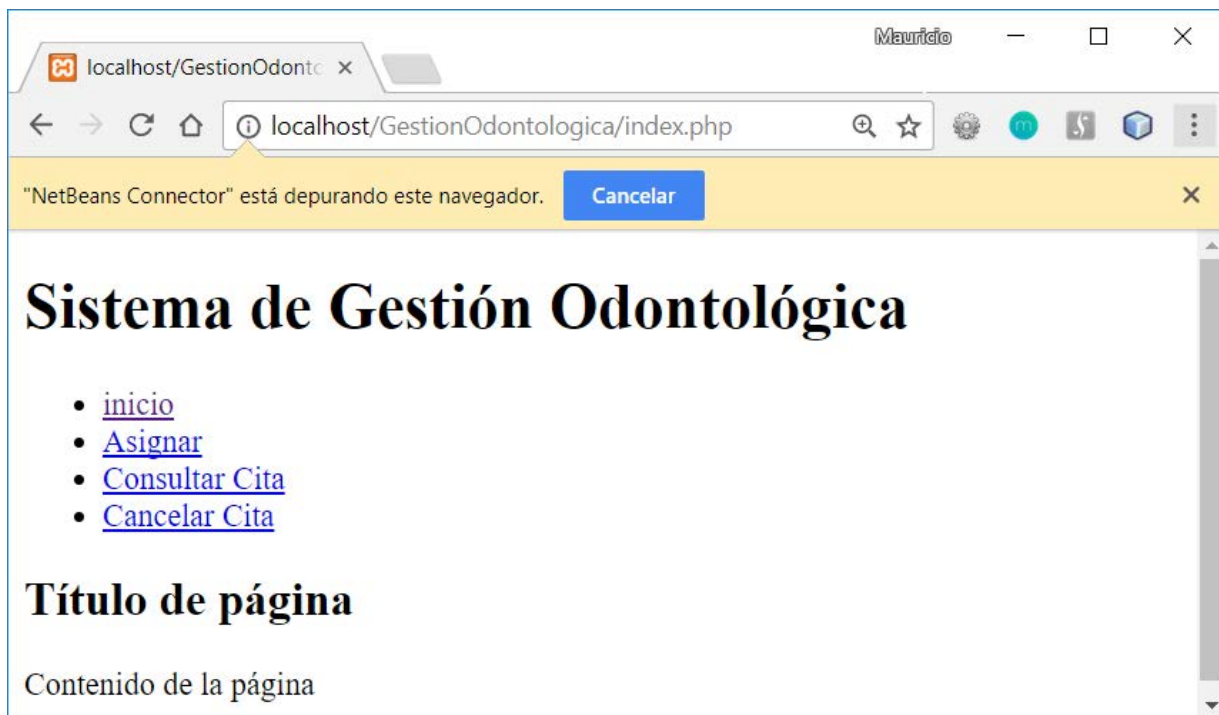 Mauricio
localhost/GestionOdonto
localhost/GestionOdontologica/index.php
"NetBeans Connector" está depurando este navegador.
Cancelar
Sistema de Gestión Odontológica
inicio
Asignar
Consultar Cita
Cancelar Cita
Título de página
Contenido de la página